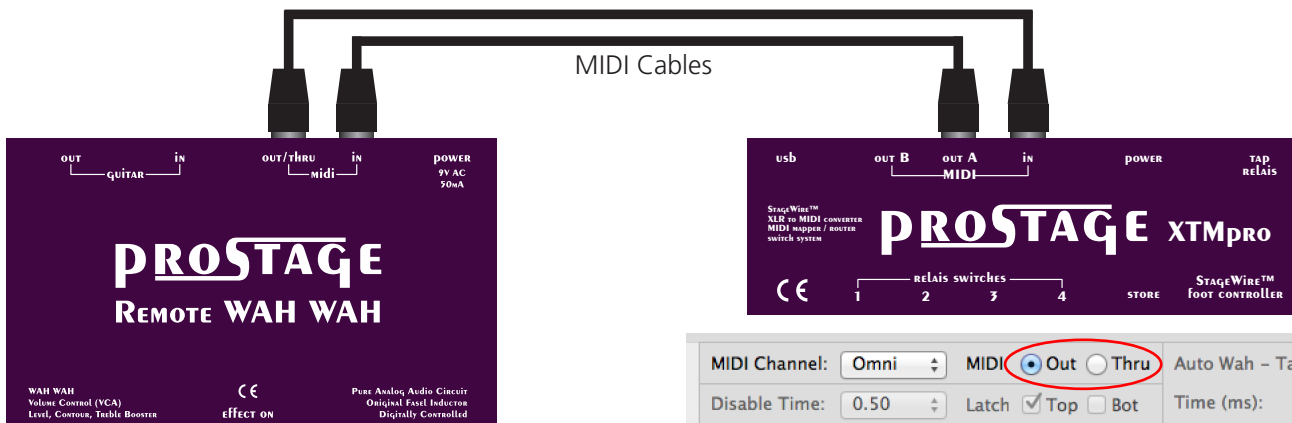 MIDI Cables
OUT IN OUT/THRU IN POWER
GUITAR MIDI 9V AC
50mA
PROSTAGE
REMOTE WAH WAH
WAH WAH
Volume Control (VCA)
Level, Contour, Treble Booster
CE
EFFECT ON
Pure Analog Audio Circuit
Original Fasel Inductor
Digitally Controlled
usb OUT B OUT A IN POWER TAP
MIDI RELAIS
StageWire™
XLR to MIDI converter
MIDI mapper / router
switch system
PROSTAGE XTMpro
CE
RELAIS SWITCHES
1 2 3 4 STORE
StageWire™
foot controller
MIDI Channel: Omni MIDI Out Thru Auto Wah – Ta
Disable Time: 0.50 Latch Top Bot Time (ms):